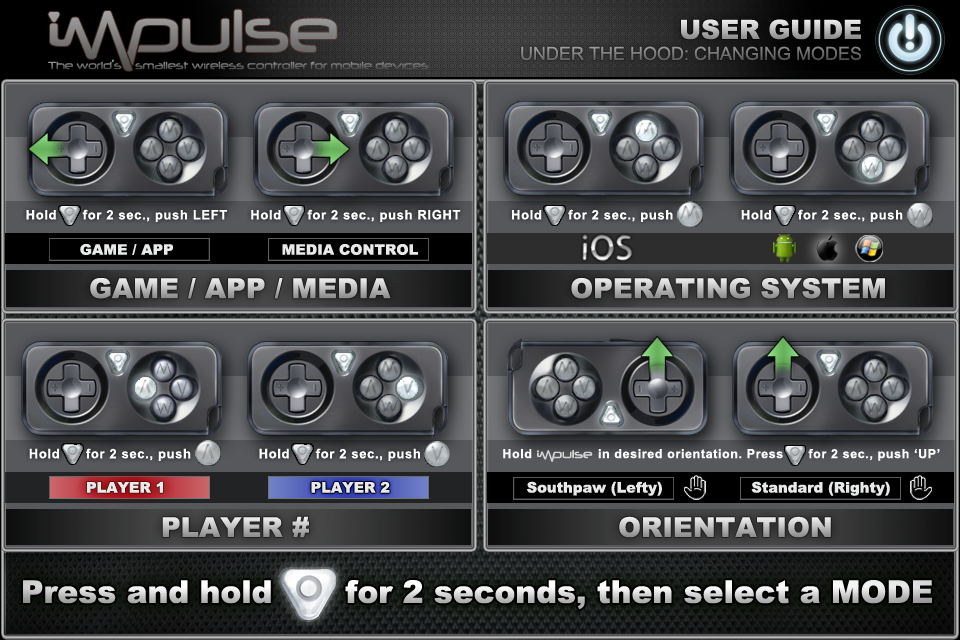 iMpulse
The world's smallest wireless controller for mobile devices
USER GUIDE
UNDER THE HOOD: CHANGING MODES
M
Λ V
W
M
Λ V
W
Hold for 2 sec., push LEFT
Hold for 2 sec., push RIGHT
GAME / APP
MEDIA CONTROL
GAME / APP / MEDIA
M
Λ V
W
M
Λ V
W
Hold for 2 sec., push M
Hold for 2 sec., push W
iOS
OPERATING SYSTEM
M
Λ V
W
M
Λ V
W
Hold for 2 sec., push Λ
Hold for 2 sec., push V
PLAYER 1
PLAYER 2
PLAYER #
M
Λ V
W
M
Λ V
W
Hold iMpulse in desired orientation. Press for 2 sec., push ‘UP’
Southpaw (Lefty)
Standard (Righty)
ORIENTATION
Press and hold for 2 seconds, then select a MODE